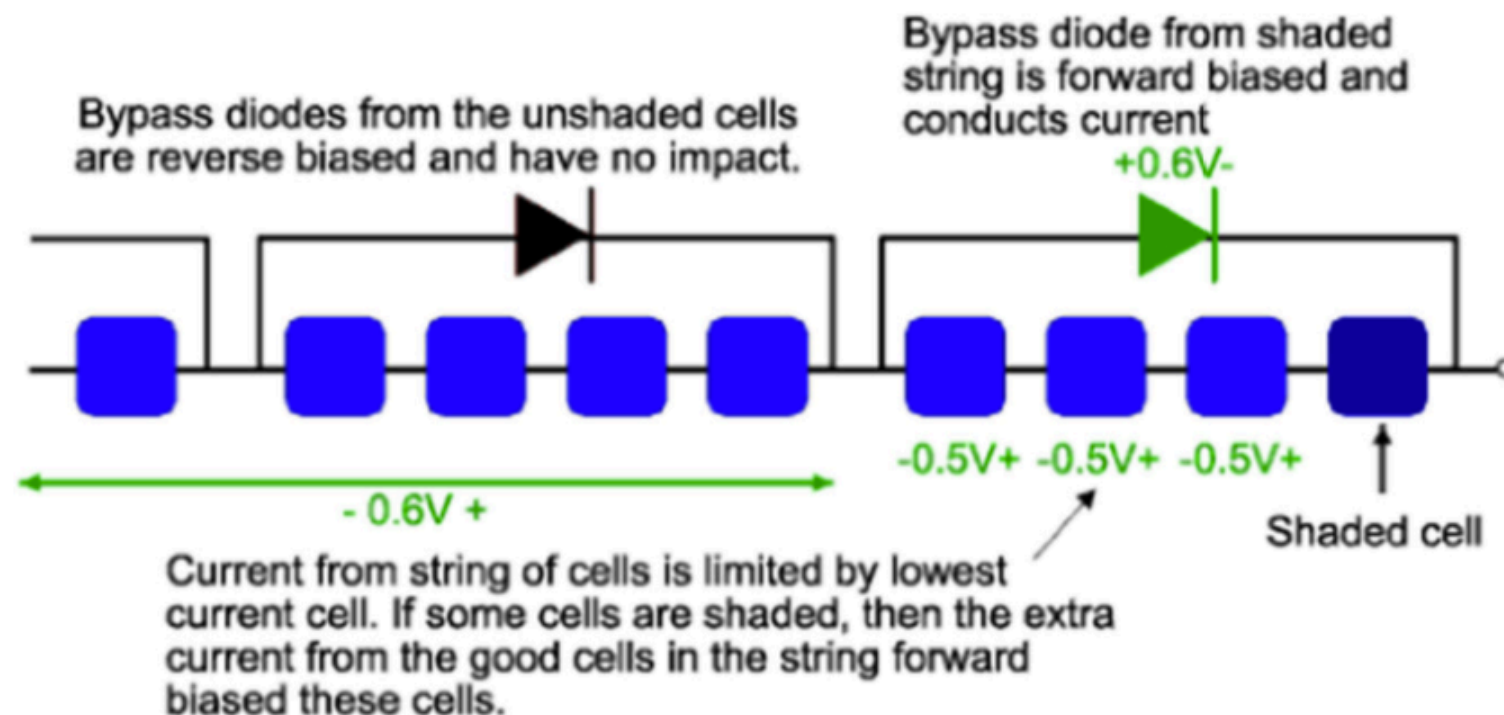 Bypass diode from shaded
string is forward biased and
conducts current
Bypass diodes from the unshaded cells
are reverse biased and have no impact.
+0.6V-
-0.5V+ -0.5V+ -0.5V+
- 0.6V +
Shaded cell
Current from string of cells is limited by lowest
current cell. If some cells are shaded, then the extra
current from the good cells in the string forward
biased these cells.